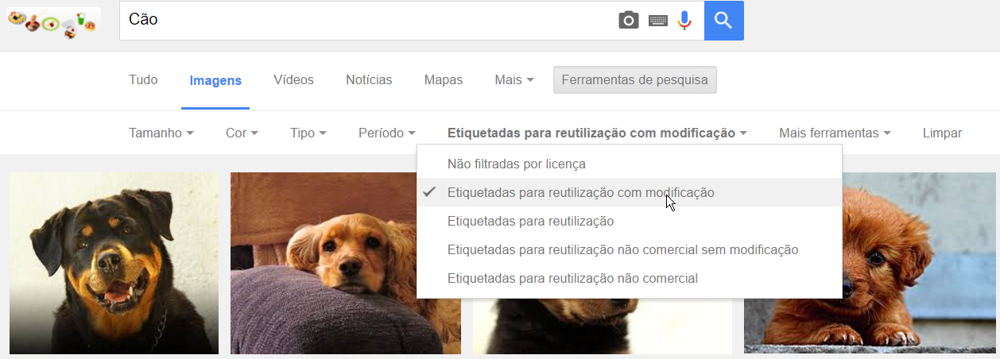 Cão
Tudo Imagens Vídeos Notícias Mapas Mais Ferramentas de pesquisa
Tamanho Cor Tipo Período Etiquetadas para reutilização com modificação Mais ferramentas Limpar
Não filtradas por licença
Etiquetadas para reutilização com modificação
Etiquetadas para reutilização
Etiquetadas para reutilização não comercial sem modificação
Etiquetadas para reutilização não comercial